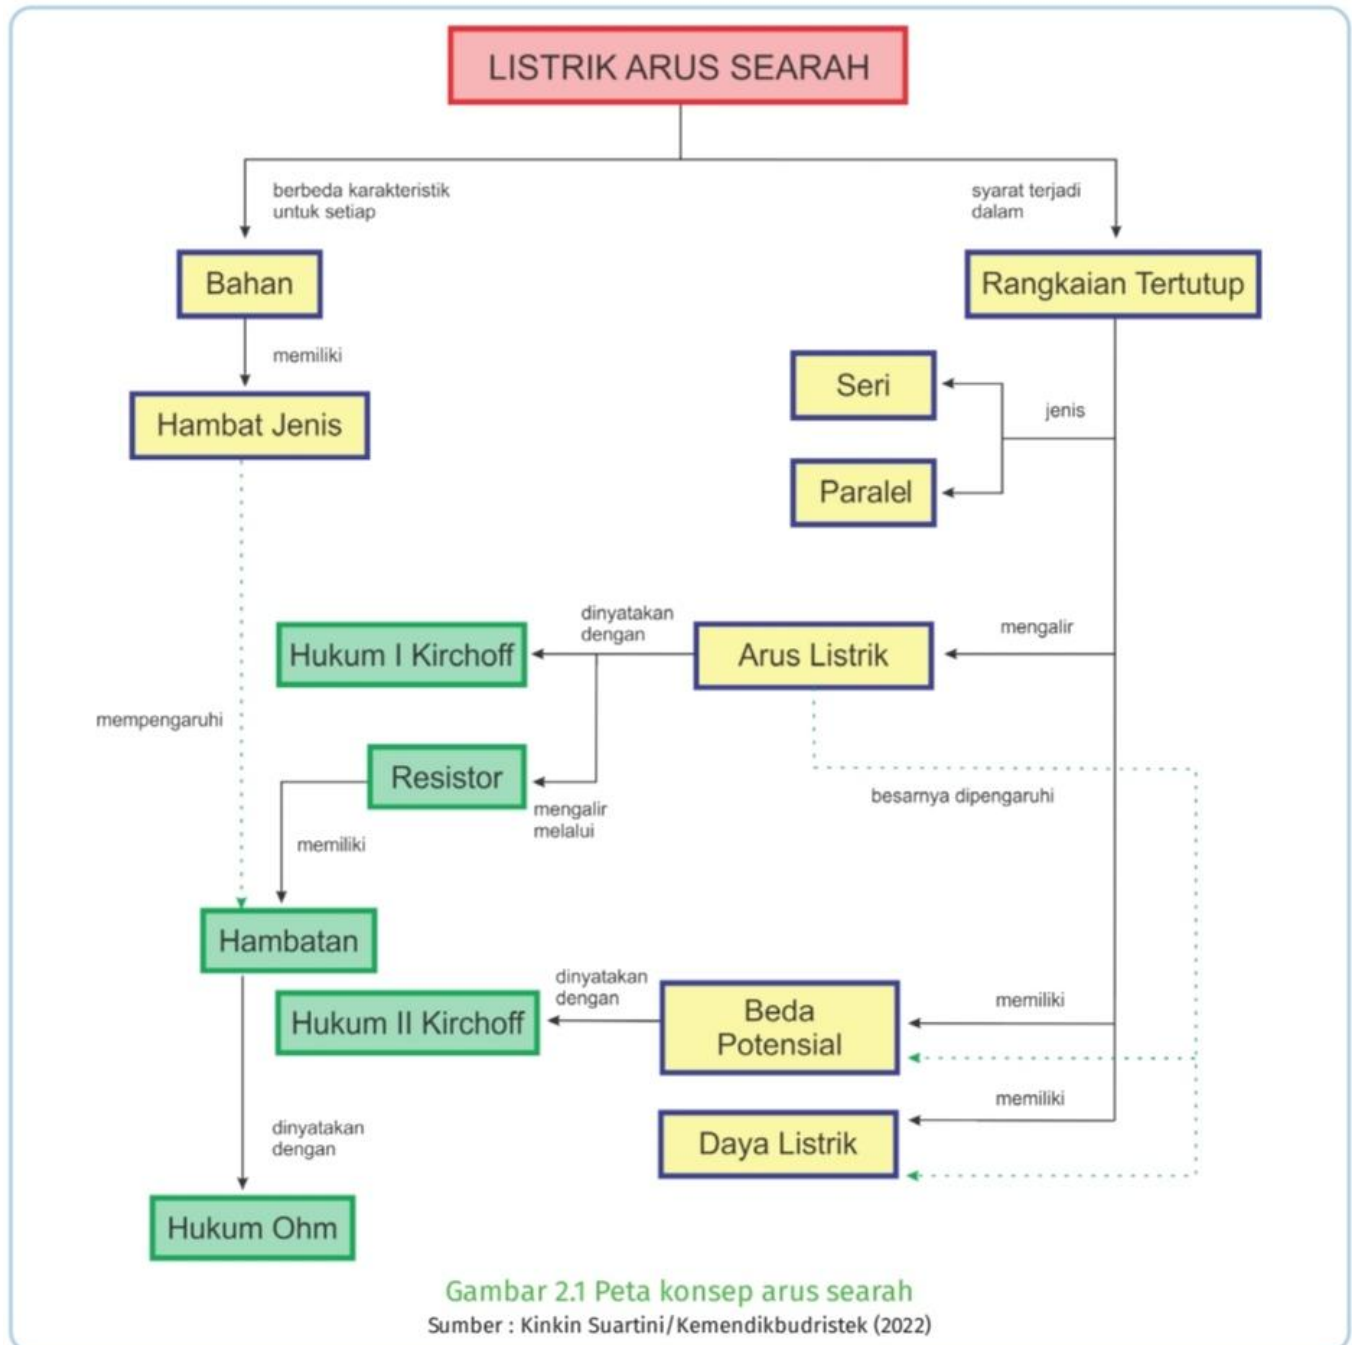 LISTRIK ARUS SEARAH
berbeda karakteristik
untuk setiap
syarat terjadi
dalam
Bahan
Rangkaian Tertutup
memiliki
Seri
Hambat Jenis
jenis
Paralel
dinyatakan
dengan
mengalir
Hukum I Kirchoff
Arus Listrik
mempengaruhi
Resistor
mengalir
melalui
besarnya dipengaruhi
memiliki
Hambatan
dinyatakan
dengan
Hukum II Kirchoff
Beda
Potensial
memiliki
memiliki
dinyatakan
dengan
Daya Listrik
Hukum Ohm
Gambar 2.1 Peta konsep arus searah
Sumber : Kinkin Suartini/Kemendikbudristek (2022)